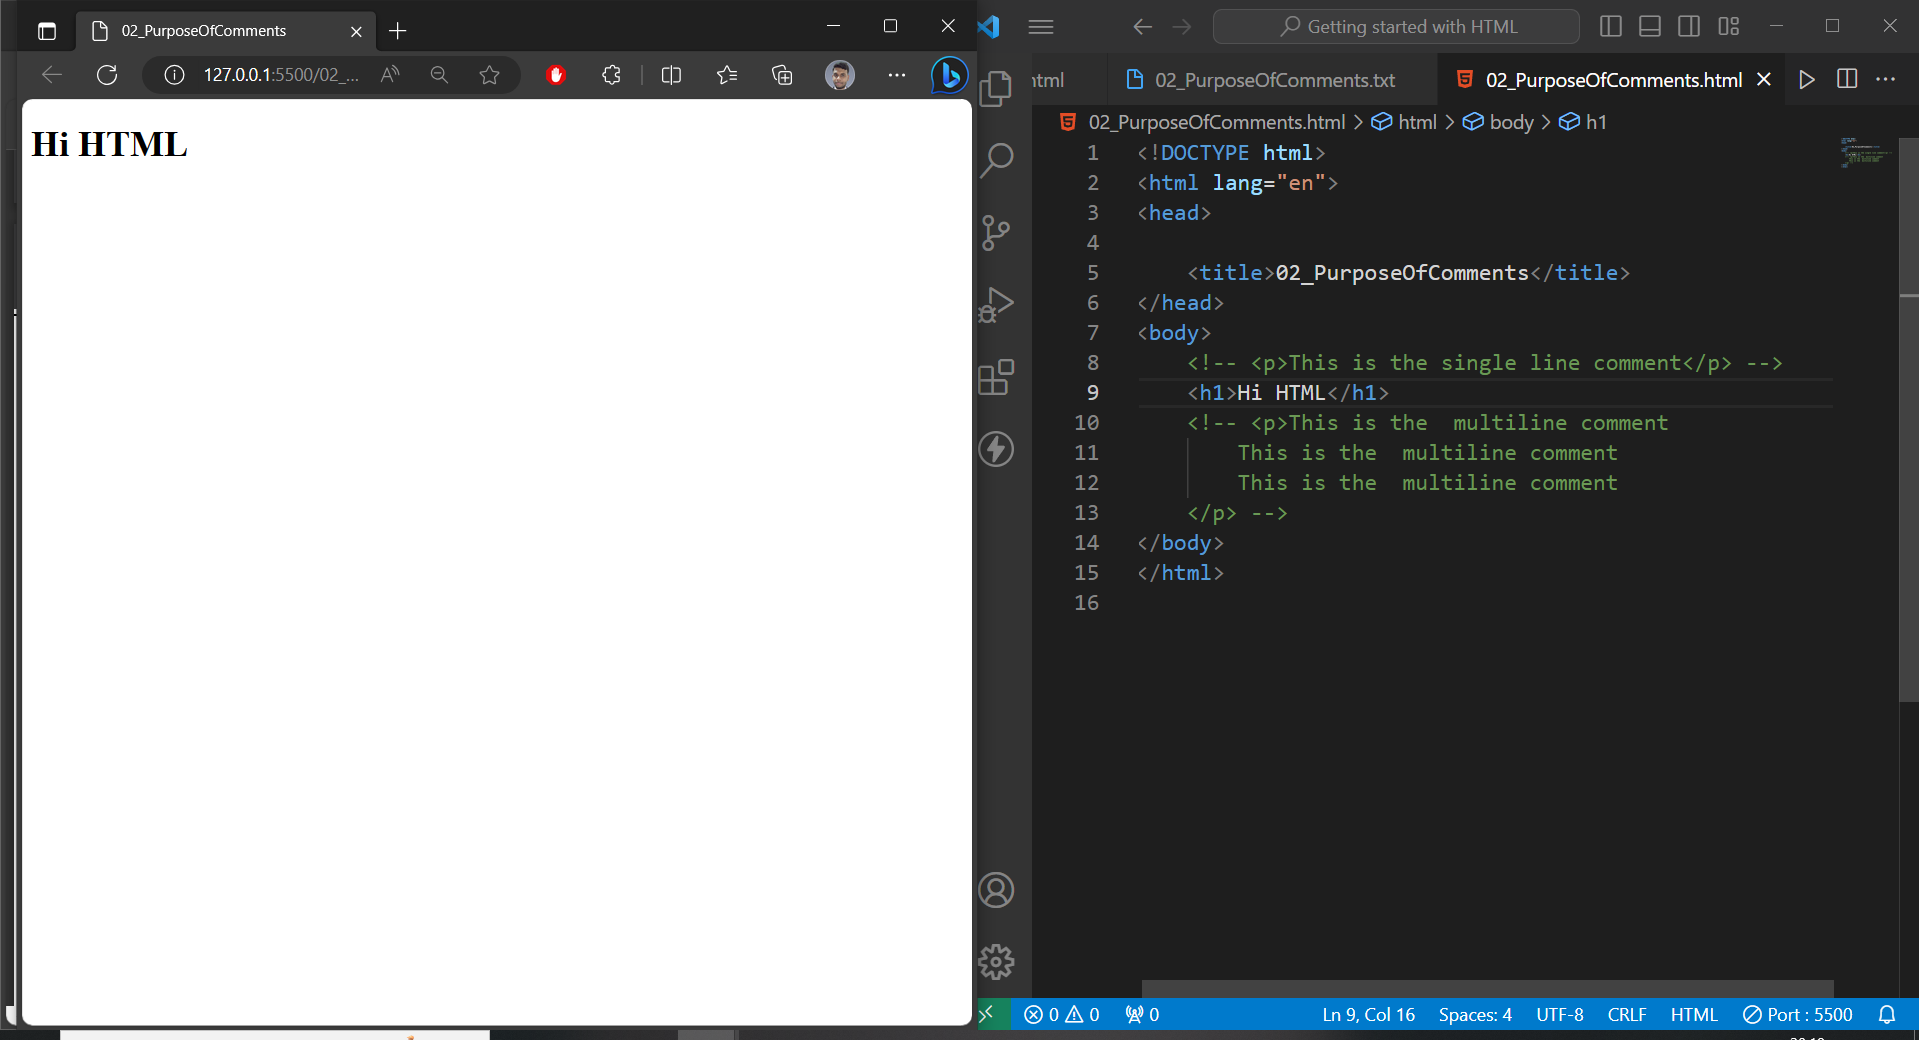 02_PurposeOfComments
127.0.0.1:5500/02_...
Hi HTML
Getting started with HTML
html
02_PurposeOfComments.txt
02_PurposeOfComments.html
02_PurposeOfComments.html > html > body > h1
1 <!DOCTYPE html>
2 <html lang="en">
3 <head>
4
5     <title>02_PurposeOfComments</title>
6 </head>
7 <body>
8     <!-- <p>This is the single line comment</p> -->
9     <h1>Hi HTML</h1>
10     <!-- <p>This is the  multiline comment
11         This is the  multiline comment
12         This is the  multiline comment
13     </p> -->
14 </body>
15 </html>
16
0 0 0 Ln 9, Col 16 Spaces: 4 UTF-8 CRLF HTML Port : 5500